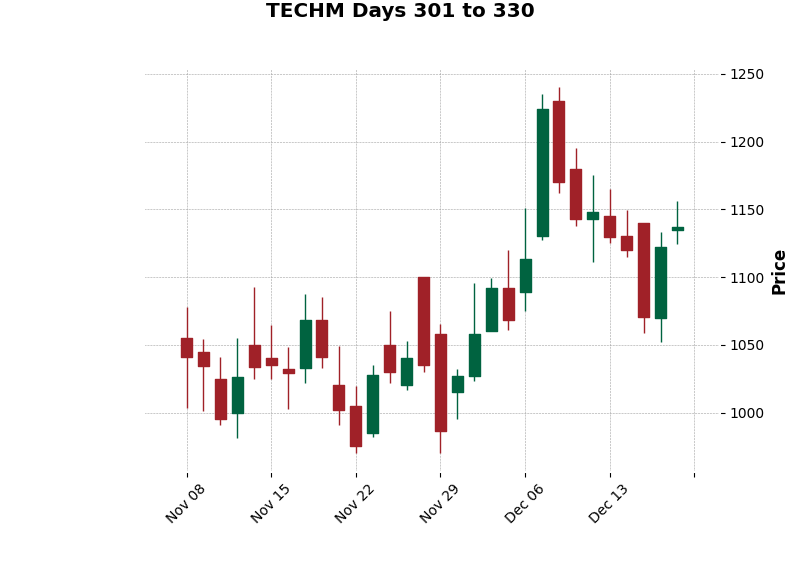 TECHM Days 301 to 330
1250
1200
1150
1100
1050
1000
Price
Nov 08
Nov 15
Nov 22
Nov 29
Dec 06
Dec 13